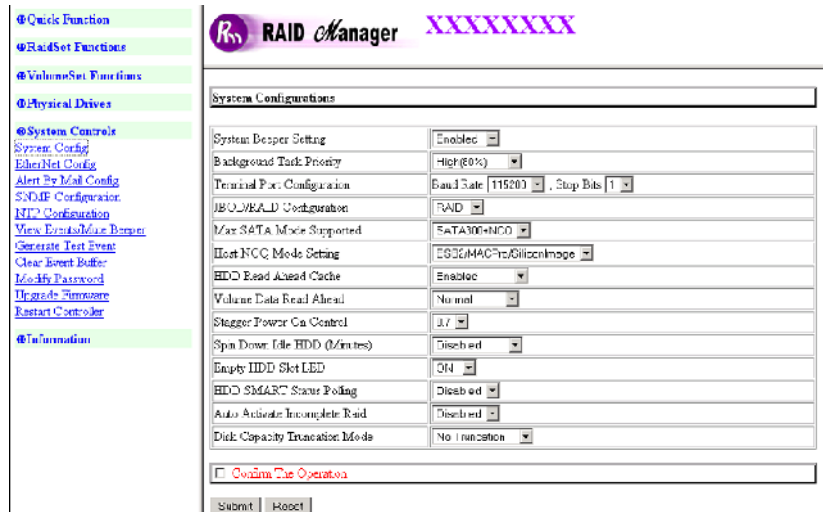 Quick Function
RaidSet Functions
VolumeSet Functions
Physical Drives
System Controls
System Config
EtherNet Config
Alert By Mail Config
SNMP Configuration
NTP Configuration
View Events/Mute Beeper
Generate Test Event
Clear Event Buffer
Modify Password
Upgrade Firmware
Restart Controller
Information
Rm RAID Manager XXXXXXXX
System Configurations
System Beeper Setting Enabled
Background Task Priority High(80%)
Terminal Port Configuration Baud Rate 115200 , Stop Bits 1
JBOD/RAID Configuration RAID
Max SATA Mode Supported SATA300+NCQ
Host NCQ Mode Setting ESB2/MACPro/SiliconImage
HDD Read Ahead Cache Enabled
Volume Data Read Ahead Normal
Stagger Power On Control 0.7
Spin Down Idle HDD (Minutes) Disabled
Empty HDD Slot LED ON
HDD SMART Status Polling Disabled
Auto Activate Incomplete Raid Disabled
Disk Capacity Truncation Mode No Truncation
Confirm The Operation
Submit Reset